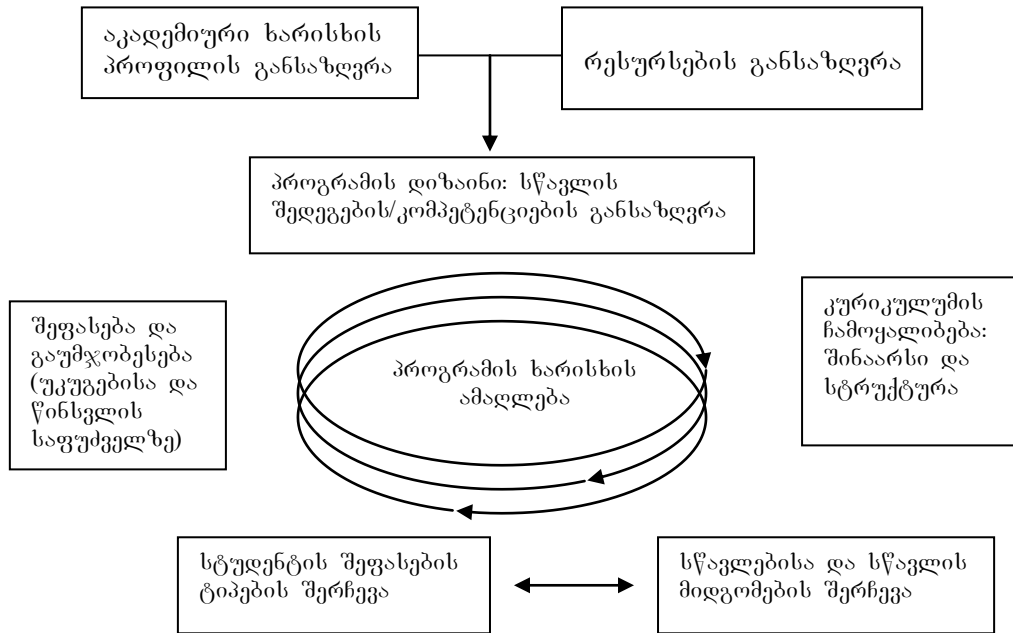 აკადემიური ხარისხის
პროფილის განსაზღვრა
რესურსების განსაზღვრა
პროგრამის დიზაინი: სწავლის
შედეგების/კომპეტენციების განსაზღვრა
შეფასება და
გაუმჯობესება
(უკუგებისა და
წინსვლის
საფუძველზე)
პროგრამის ხარისხის
ამაღლება
კურიკულუმის
ჩამოყალიბება:
შინაარსი და
სტრუქტურა
სტუდენტის შეფასების
ტიპების შერჩევა
სწავლებისა და სწავლის
მიდგომების შერჩევა